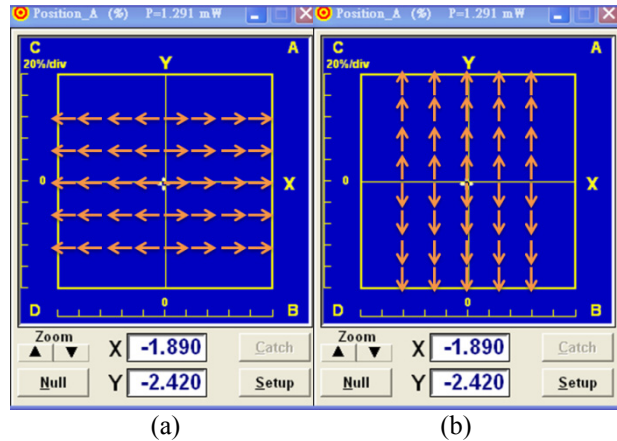 Position_A (%) P=1.291 mW
C A
20%/div Y
0 X
0
D B
Zoom
▲ ▼ X -1.890 Catch
Null Y -2.420 Setup
(a)
Position_A (%) P=1.291 mW
C A
20%/div Y
0 X
0
D B
Zoom
▲ ▼ X -1.890 Catch
Null Y -2.420 Setup
(b)